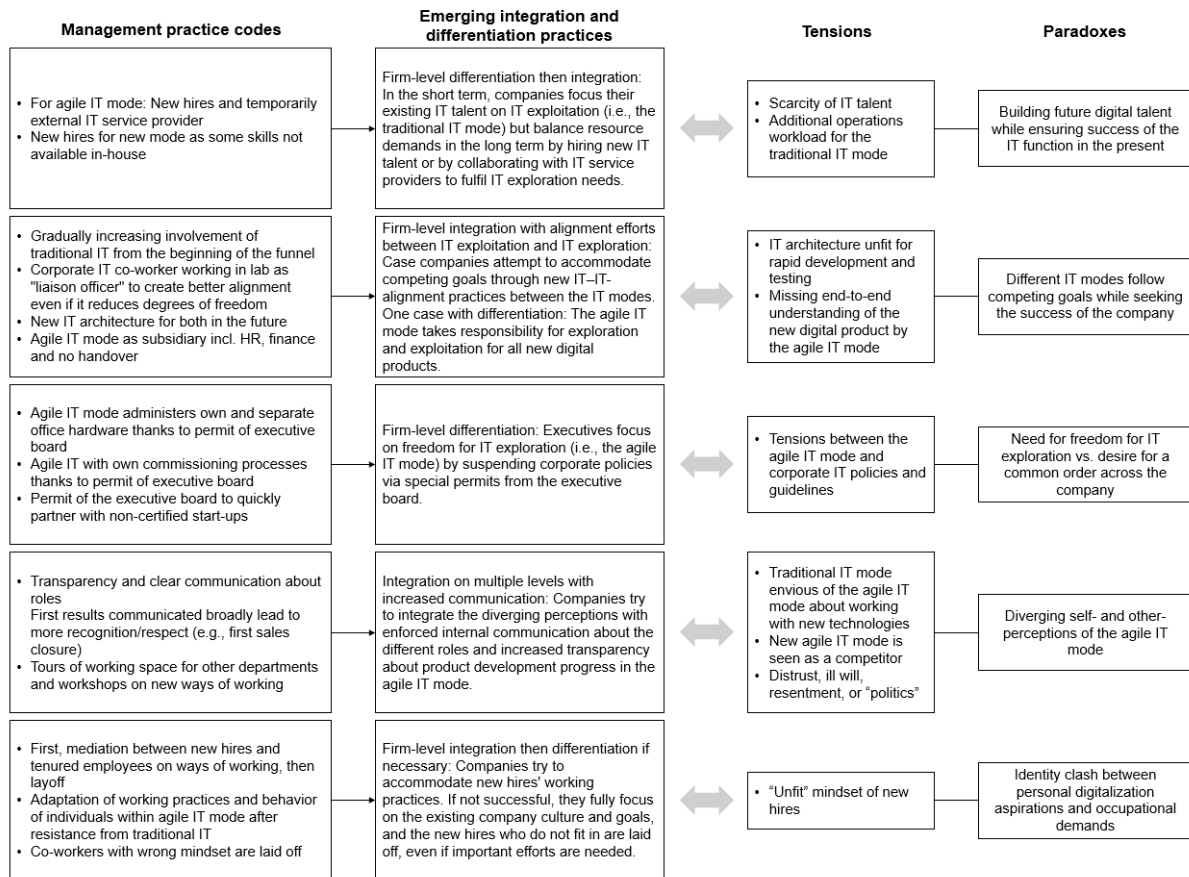 Management practice codes
Emerging integration and
differentiation practices
Tensions
Paradoxes
• For agile IT mode: New hires and temporarily
external IT service provider
• New hires for new mode as some skills not
available in-house
Firm-level differentiation then integration:
In the short term, companies focus their
existing IT talent on IT exploitation (i.e., the
traditional IT mode) but balance resource
demands in the long term by hiring new IT
talent or by collaborating with IT service
providers to fulfil IT exploration needs.
• Scarcity of IT talent
• Additional operations
workload for the
traditional IT mode
Building future digital talent
while ensuring success of the
IT function in the present
• Gradually increasing involvement of
traditional IT from the beginning of the funnel
• Corporate IT co-worker working in lab as
"liaison officer" to create better alignment
even if it reduces degrees of freedom
• New IT architecture for both in the future
• Agile IT mode as subsidiary incl. HR, finance
and no handover
Firm-level integration with alignment efforts
between IT exploitation and IT exploration:
Case companies attempt to accommodate
competing goals through new IT–IT-
alignment practices between the IT modes.
One case with differentiation: The agile IT
mode takes responsibility for exploration
and exploitation for all new digital
products.
• IT architecture unfit for
rapid development and
testing
• Missing end-to-end
understanding of the
new digital product by
the agile IT mode
Different IT modes follow
competing goals while seeking
the success of the company
• Agile IT mode administers own and separate
office hardware thanks to permit of executive
board
• Agile IT with own commissioning processes
thanks to permit of executive board
• Permit of the executive board to quickly
partner with non-certified start-ups
Firm-level differentiation: Executives focus
on freedom for IT exploration (i.e., the agile
IT mode) by suspending corporate policies
via special permits from the executive
board.
• Tensions between the
agile IT mode and
corporate IT policies and
guidelines
Need for freedom for IT
exploration vs. desire for a
common order across the
company
• Transparency and clear communication about
roles
First results communicated broadly lead to
more recognition/respect (e.g., first sales
closure)
• Tours of working space for other departments
and workshops on new ways of working
Integration on multiple levels with
increased communication: Companies try
to integrate the diverging perceptions with
enforced internal communication about the
different roles and increased transparency
about product development progress in the
agile IT mode.
• Traditional IT mode
envious of the agile IT
mode about working
with new technologies
• New agile IT mode is
seen as a competitor
• Distrust, ill will,
resentment, or “politics”
Diverging self- and other-
perceptions of the agile IT
mode
• First, mediation between new hires and
tenured employees on ways of working, then
layoff
• Adaptation of working practices and behavior
of individuals within agile IT mode after
resistance from traditional IT
• Co-workers with wrong mindset are laid off
Firm-level integration then differentiation if
necessary: Companies try to
accommodate new hires' working
practices. If not successful, they fully focus
on the existing company culture and goals,
and the new hires who do not fit in are laid
off, even if important efforts are needed.
• “Unfit” mindset of new
hires
Identity clash between
personal digitalization
aspirations and occupational
demands